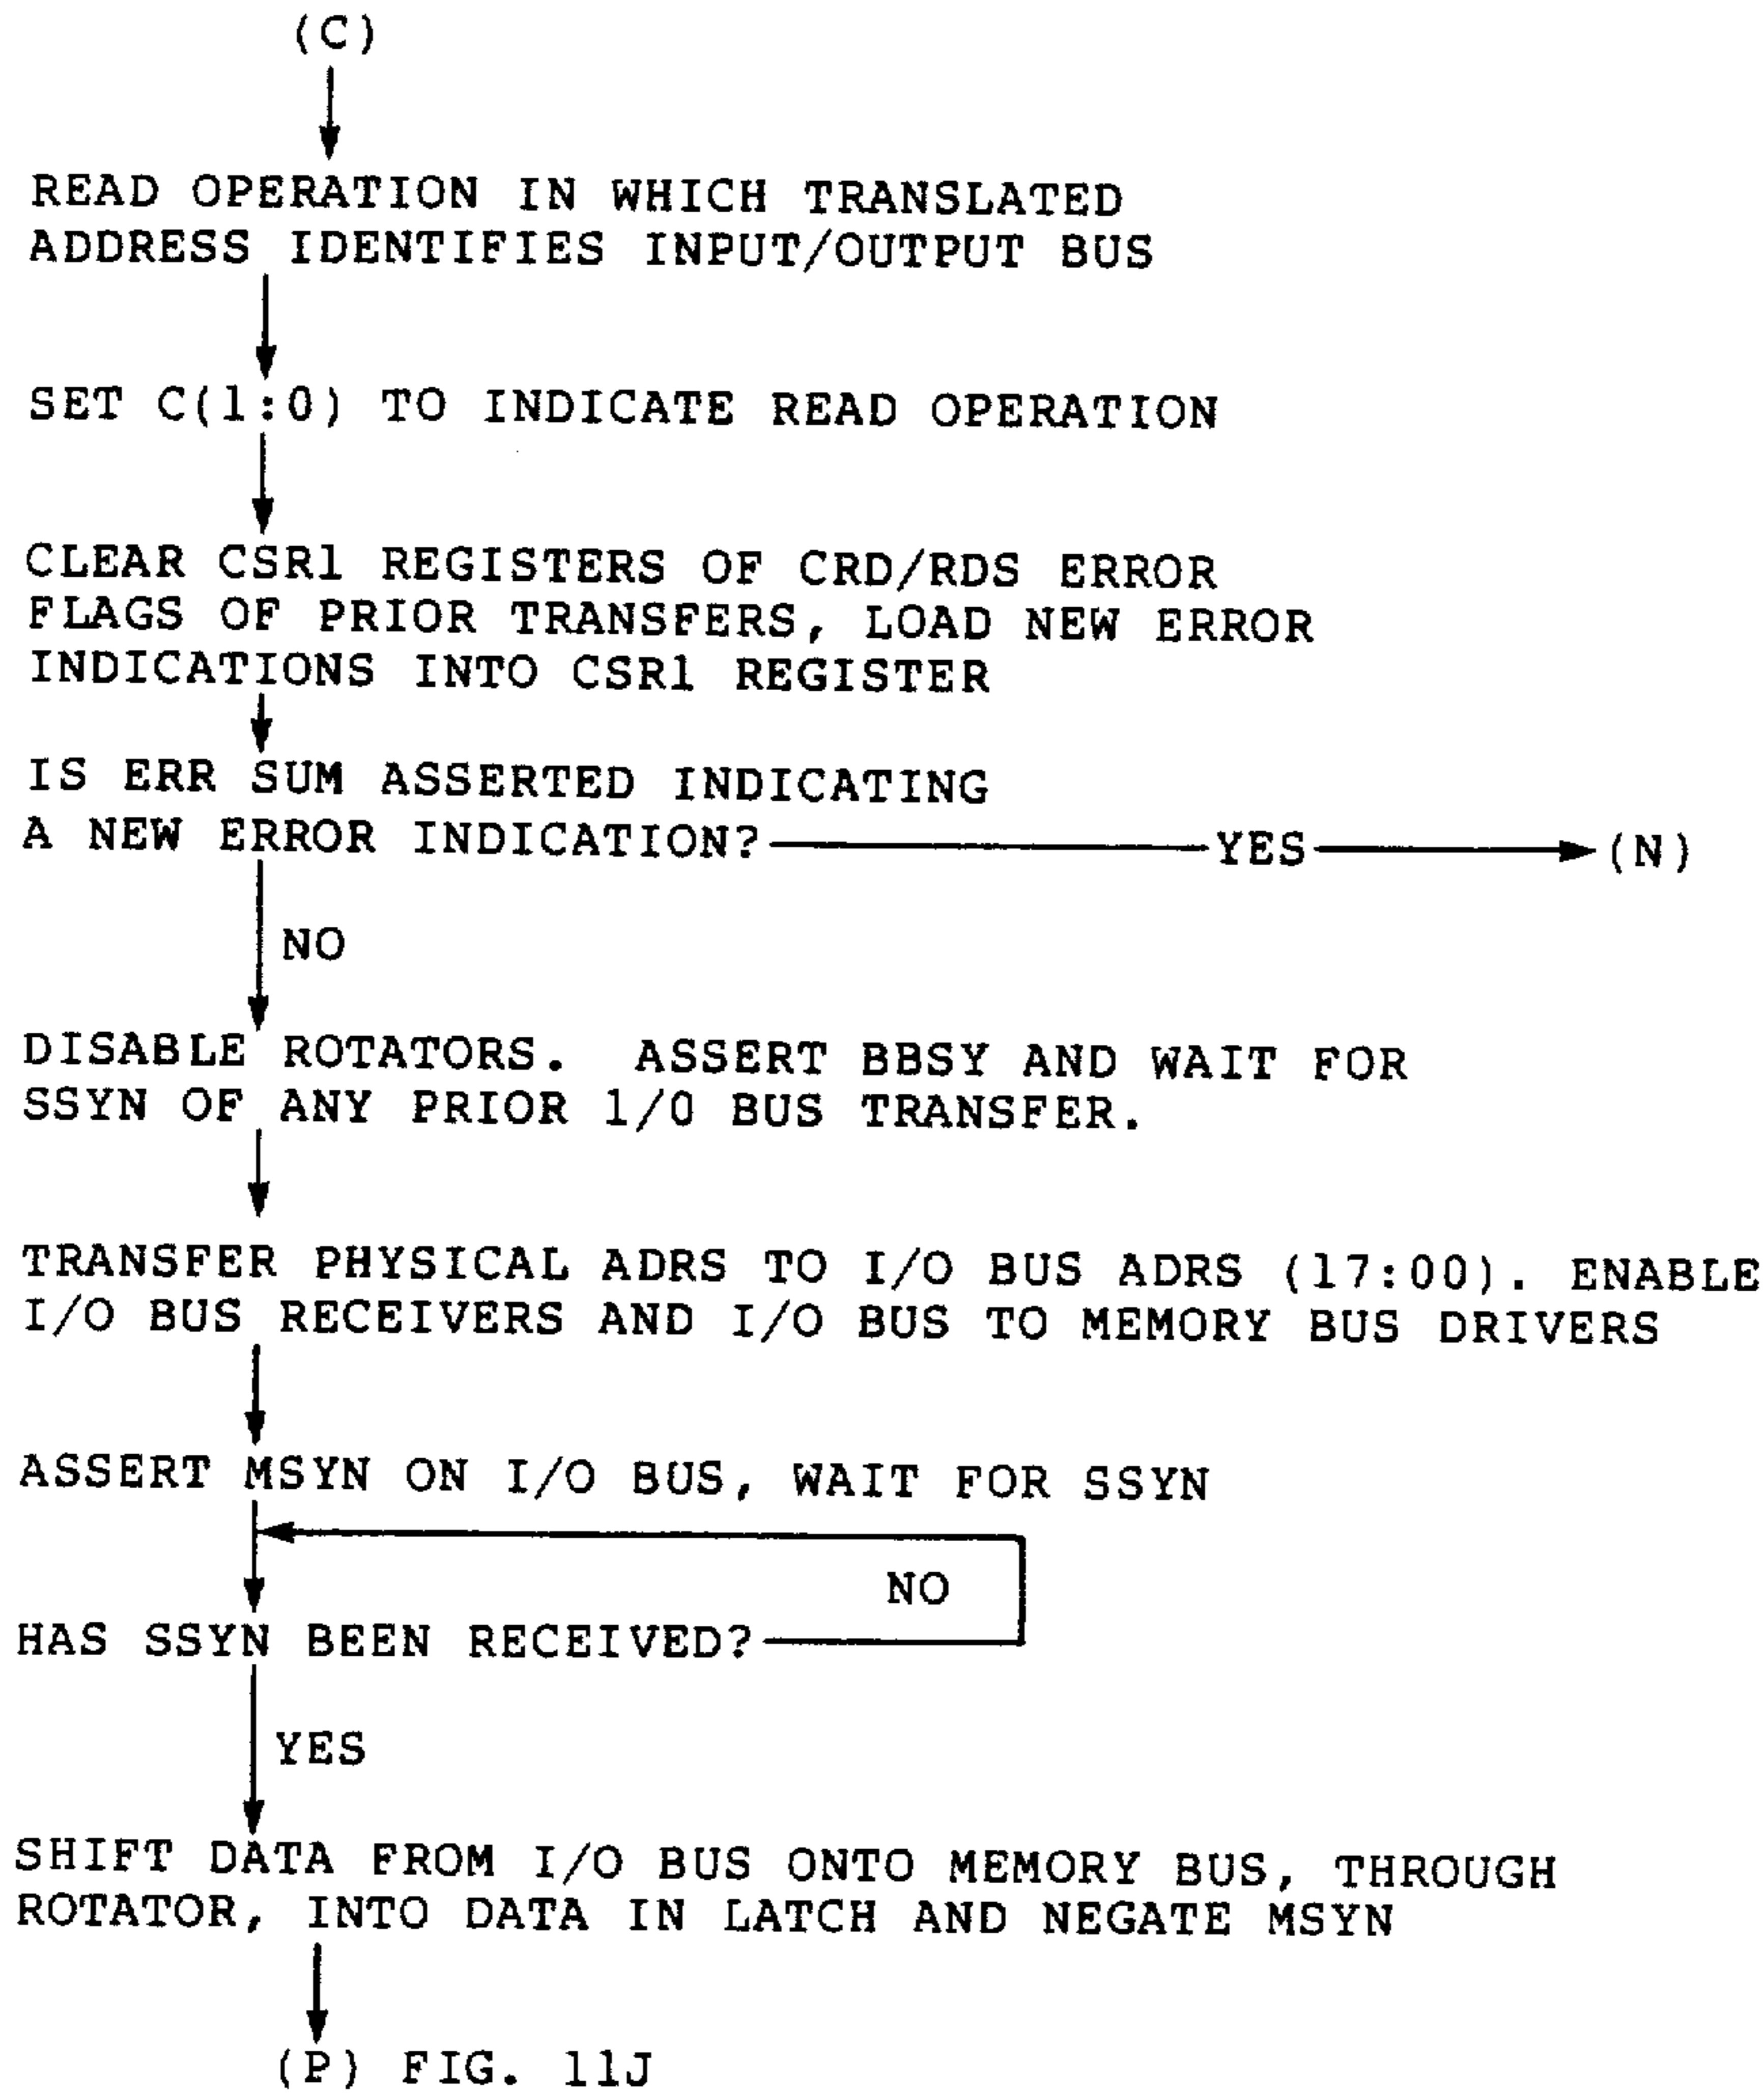 (C)
READ OPERATION IN WHICH TRANSLATED
ADDRESS IDENTIFIES INPUT/OUTPUT BUS
SET C(1:0) TO INDICATE READ OPERATION
CLEAR CSR1 REGISTERS OF CRD/RDS ERROR
FLAGS OF PRIOR TRANSFERS, LOAD NEW ERROR
INDICATIONS INTO CSR1 REGISTER
IS ERR SUM ASSERTED INDICATING
A NEW ERROR INDICATION? YES (N)
NO
DISABLE ROTATORS. ASSERT BBSY AND WAIT FOR
SSYN OF ANY PRIOR 1/0 BUS TRANSFER.
TRANSFER PHYSICAL ADRS TO I/O BUS ADRS (17:00). ENABLE
I/O BUS RECEIVERS AND I/O BUS TO MEMORY BUS DRIVERS
ASSERT MSYN ON I/O BUS, WAIT FOR SSYN
NO
HAS SSYN BEEN RECEIVED?
YES
SHIFT DATA FROM I/O BUS ONTO MEMORY BUS, THROUGH
ROTATOR, INTO DATA IN LATCH AND NEGATE MSYN
(P) FIG. 11J